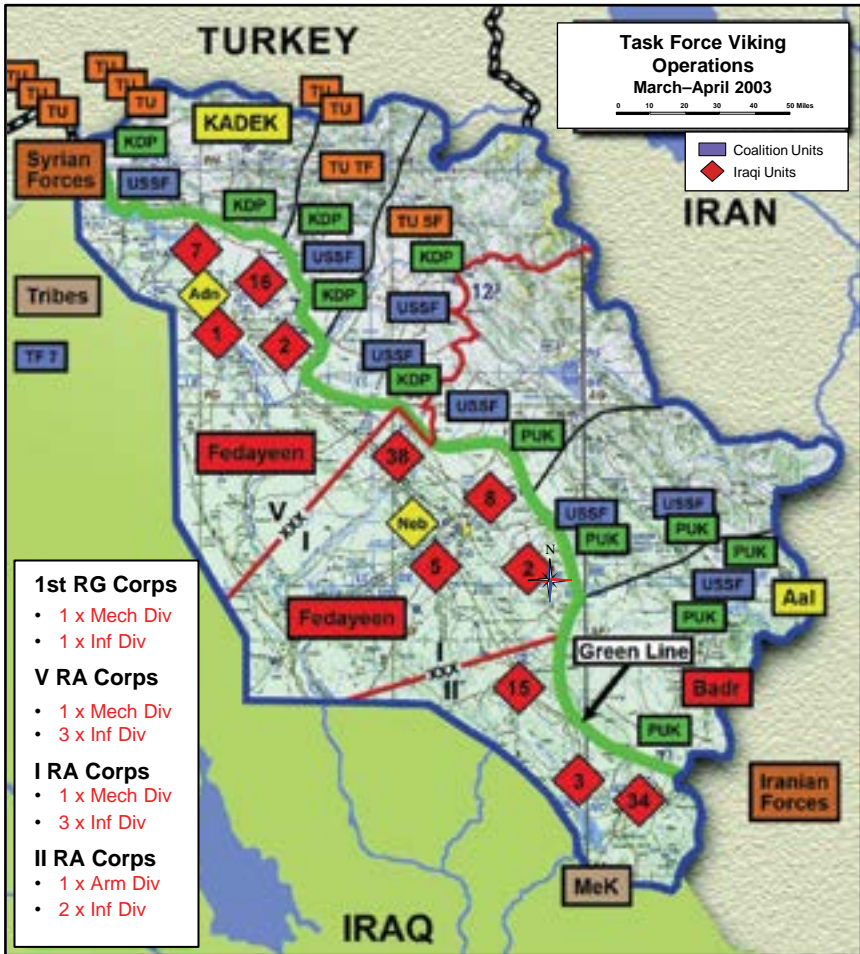 TURKEY
Task Force Viking
Operations
March–April 2003
0 10 20 30 40 50 Miles
Coalition Units
Iraqi Units
IRAN
TU
TU
TU
TU
TU
TU
TU
TU
KADEK
KDP
TU TF
Syrian
Forces
USSF
KDP
KDP
TU SF
7
USSF
KDP
16
Tribes
Adn
KDP
12
USSF
1
2
TF 7
USSF
KDP
USSF
PUK
Fedayeen
38
8
V
XXX
I
Neb
USSF
PUK
USSF
PUK
PUK
N
5
2
USSF
Aal
PUK
Fedayeen
Green Line
I
XXX
II
15
Badr
PUK
3
34
Iranian
Forces
MeK
IRAQ
1st RG Corps
• 1 x Mech Div
• 1 x Inf Div
V RA Corps
• 1 x Mech Div
• 3 x Inf Div
I RA Corps
• 1 x Mech Div
• 3 x Inf Div
II RA Corps
• 1 x Arm Div
• 2 x Inf Div